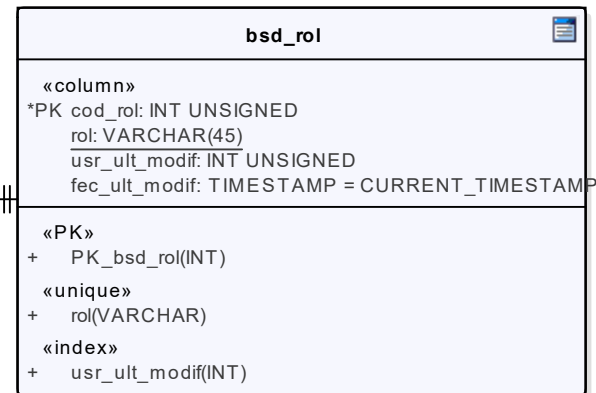 bsd_rol
«column»
*PK cod_rol: INT UNSIGNED
rol: VARCHAR(45)
usr_ult_modif: INT UNSIGNED
fec_ult_modif: TIMESTAMP = CURRENT_TIMESTAMP
«PK»
+ PK_bsd_rol(INT)
«unique»
+ rol(VARCHAR)
«index»
+ usr_ult_modif(INT)